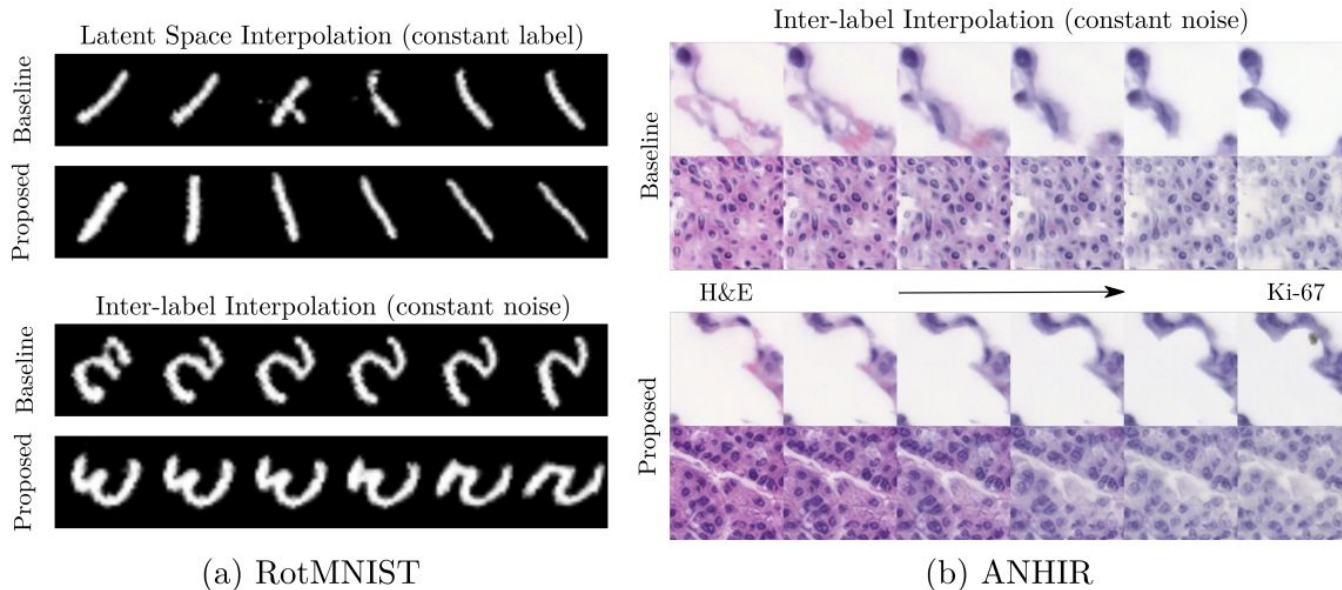 Latent Space Interpolation (constant label)
Baseline
Proposed
Inter-label Interpolation (constant noise)
Baseline
Proposed
(a) RotMNIST
Inter-label Interpolation (constant noise)
Baseline
H&E
Ki-67
Proposed
(b) ANHIR